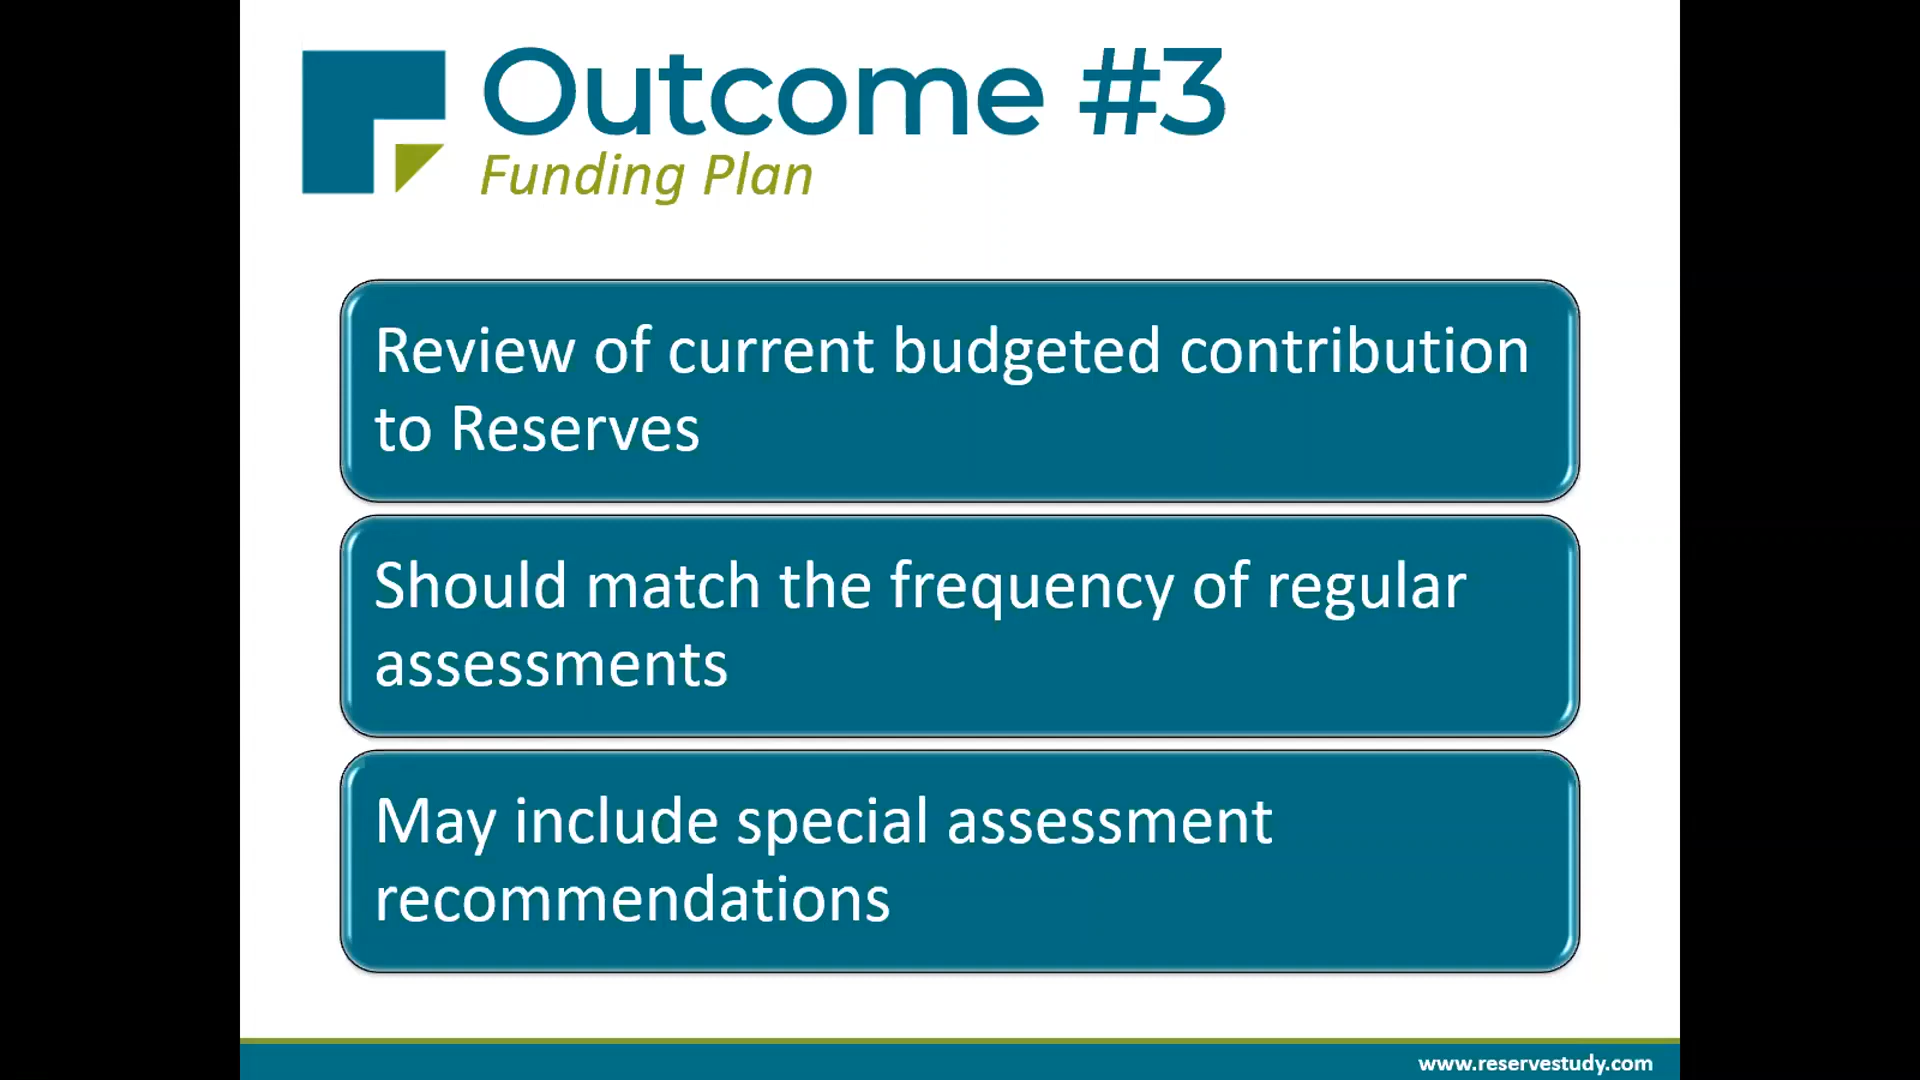 Outcome #3
Funding Plan
Review of current budgeted contribution
to Reserves
Should match the frequency of regular
assessments
May include special assessment
recommendations
www.reservestudy.com